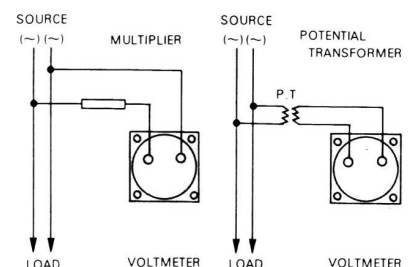 SOURCE
(~) (~)
MULTIPLIER
LOAD
VOLTMETER
SOURCE
(~) (~)
POTENTIAL
TRANSFORMER
P.T
LOAD
VOLTMETER